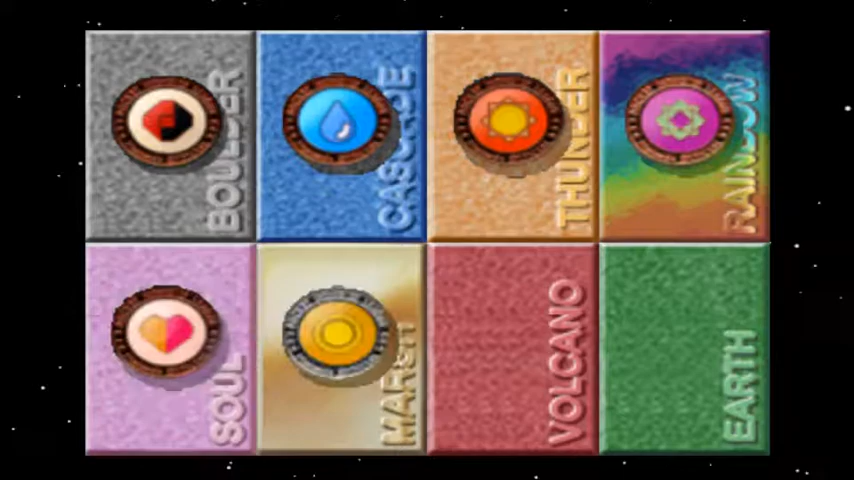 BOULDER
CASCADE
THUNDER
RAINBOW
SOUL
MARSH
VOLCANO
EARTH